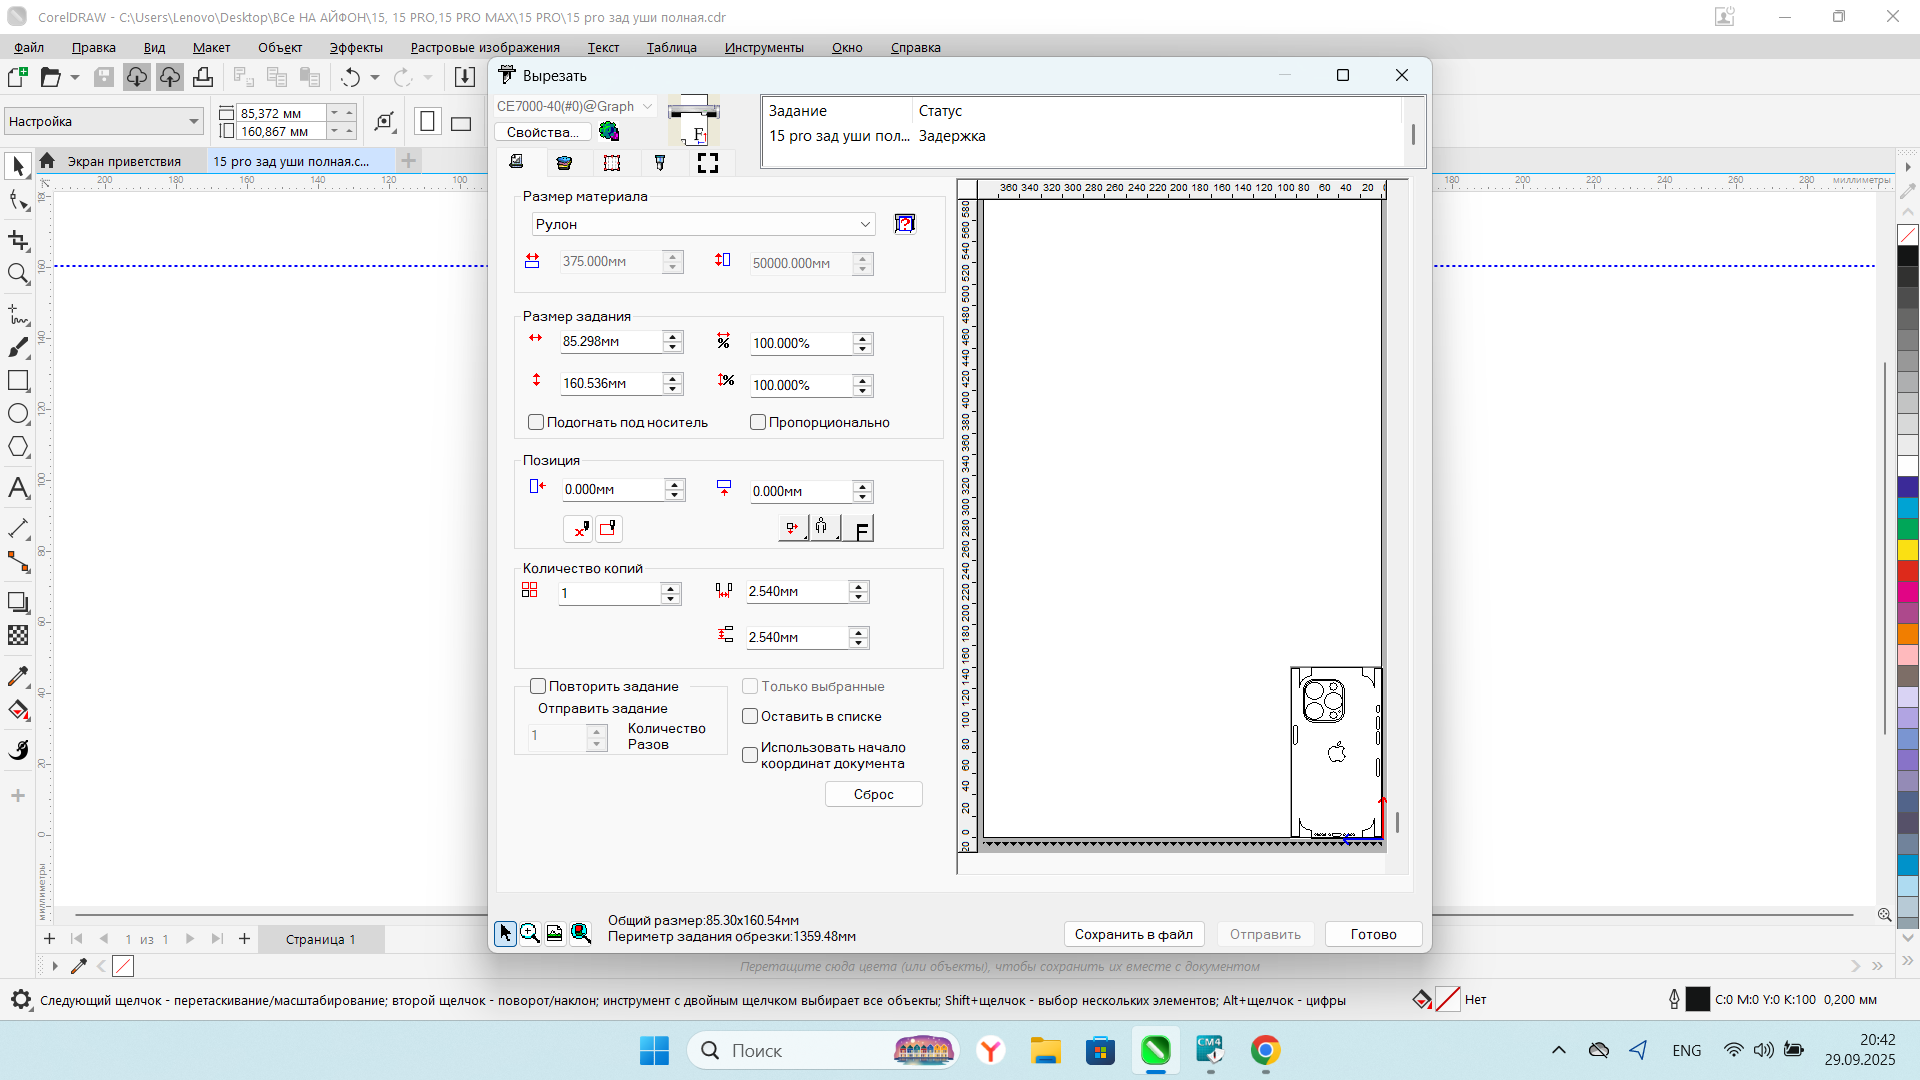 CorelDRAW - C:\Users\Lenovo\Desktop\ВСе НА АЙФОН\15, 15 PRO,15 PRO MAX\15 PRO\15 pro зад уши полная.cdr
Файл Правка Вид Макет Объект Эффекты Растровые изображения Текст Таблица Инструменты Окно Справка
Настройка
85,372 мм
160,867 мм
Экран приветствия
15 pro зад уши полная.c...
200 180 160 140 120 100
180 200 220 240 260 280 миллиметры
180
160
140
120
100
80
60
40
20
0
миллиметры
Вырезать
CE7000-40(#0)@Graph
Свойства...
Задание Статус
15 pro зад уши пол... Задержка
Размер материала
Рулон
375.000мм
50000.000мм
Размер задания
85.298мм
100.000%
160.536мм
100.000%
Подогнать под носитель
Пропорционально
Позиция
0.000мм
0.000мм
Количество копий
1
2.540мм
2.540мм
Повторить задание
Отправить задание
1
Количество
Разов
Только выбранные
Оставить в списке
Использовать начало
координат документа
Сброс
360 340 320 300 280 260 240 220 200 180 160 140 120 100 80 60 40 20
580
560
540
520
500
480
460
440
420
400
380
360
340
320
300
280
260
240
220
200
180
160
140
120
100
80
60
40
20
0
20
Общий размер:85.30x160.54мм
Периметр задания обрезки:1359.48мм
Сохранить в файл
Отправить
Готово
1 из 1
Страница 1
Перетащите сюда цвета (или объекты), чтобы сохранить их вместе с документом
Следующий щелчок - перетаскивание/масштабирование; второй щелчок - поворот/наклон; инструмент с двойным щелчком выбирает все объекты; Shift+щелчок - выбор нескольких элементов; Alt+щелчок - цифры
Нет
C:0 M:0 Y:0 K:100 0,200 мм
Поиск
CM4
ENG
20:42
29.09.2025